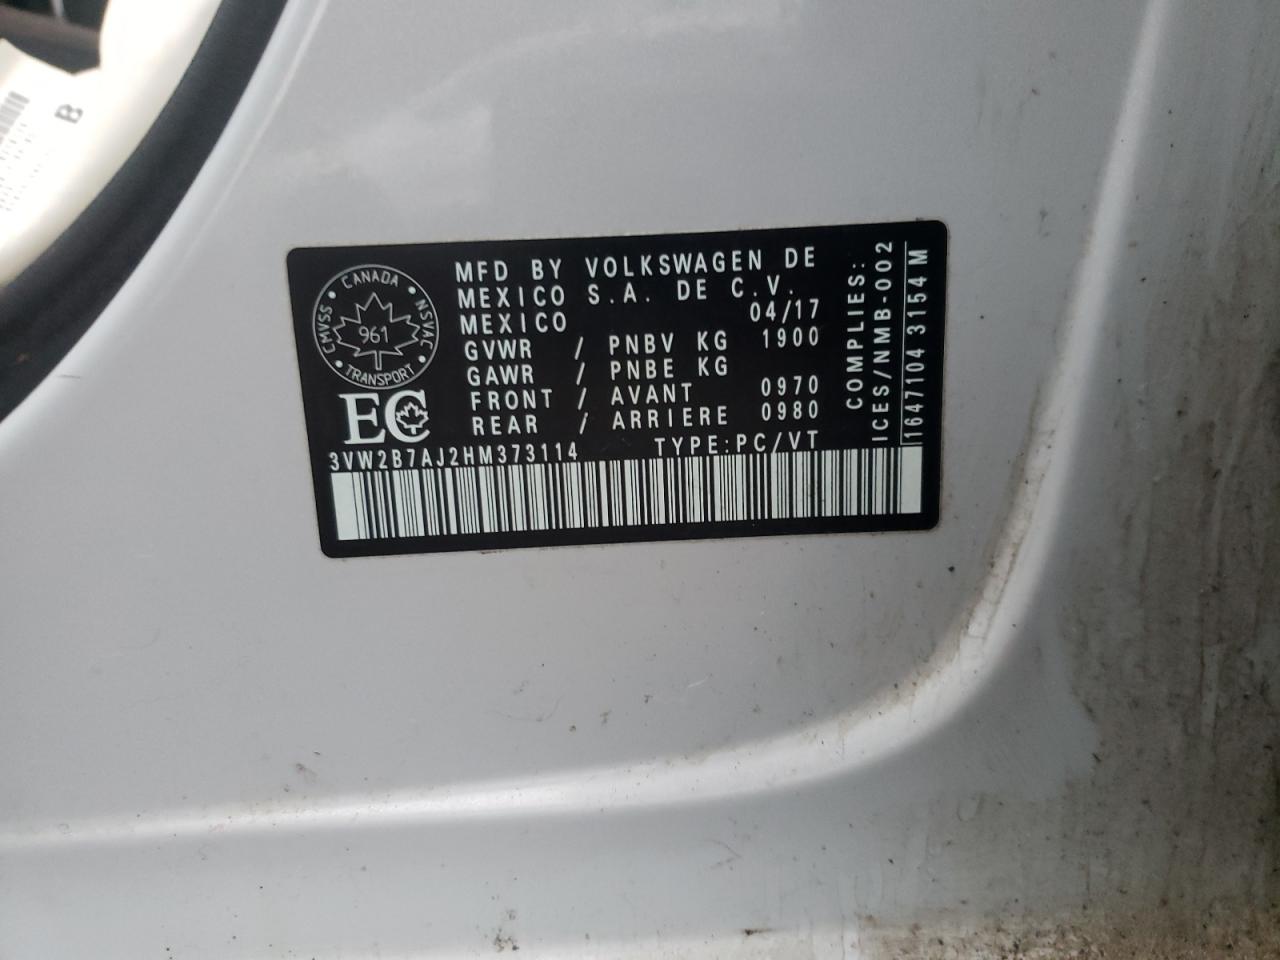 B
CANADA
CMVSS
NSVAC
961
TRANSPORT
EC
MFD BY VOLKSWAGEN DE
MEXICO S.A. DE C.V.
MEXICO 04/17
GVWR / PNBV KG 1900
GAWR / PNBE KG
FRONT / AVANT 0970
REAR / ARRIERE 0980
3VW2B7AJ2HM373114 TYPE:PC/VT
COMPLIES:
ICES/NMB-002
1647104 3154 M